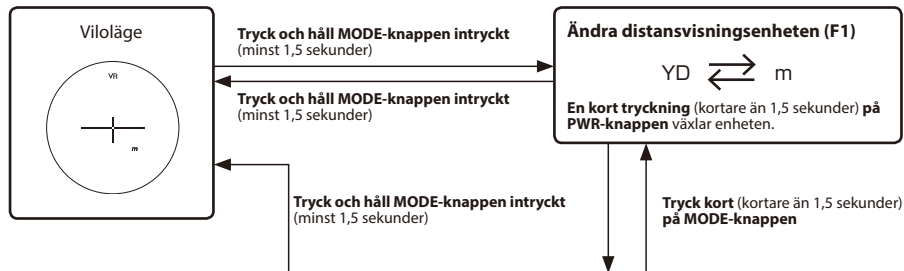 Viloläge
VR
m
Tryck och håll MODE-knappen intryckt
(minst 1,5 sekunder)
Tryck och håll MODE-knappen intryckt
(minst 1,5 sekunder)
Ändra distansvisningsenheten (F1)
YD m
En kort tryckning (kortare än 1,5 sekunder) på
PWR-knappen växlar enheten.
Tryck och håll MODE-knappen intryckt
(minst 1,5 sekunder)
Tryck kort (kortare än 1,5 sekunder)
på MODE-knappen